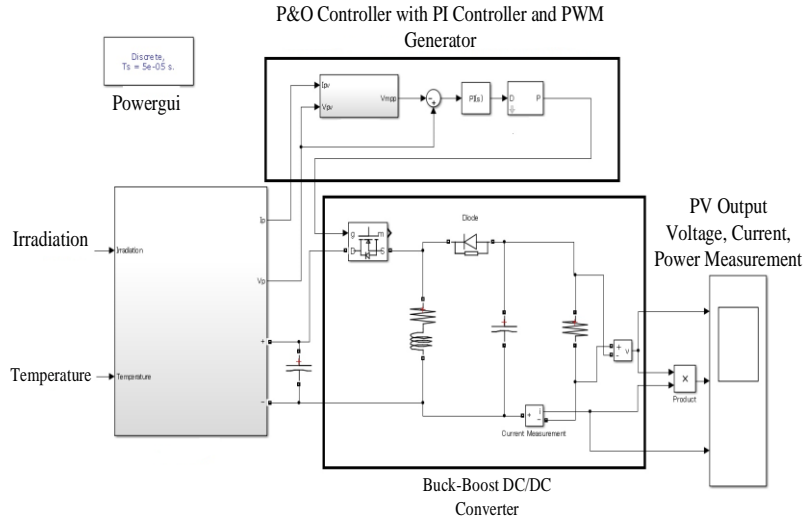 P&O Controller with PI Controller and PWM
Generator
Discrete,
Ts = 5e-05 s.
Powergui
Ipv
Vpv
Vmpp
PI(s)
D
P
PV Output
Voltage, Current,
Power Measurement
Irradiation
Irradiation
Ip
Vp
g
m
D
S
Diode
+
-
v
Temperature
Temperature
+
-
+
i
-
Current Measurement
×
Product
Buck-Boost DC/DC
Converter